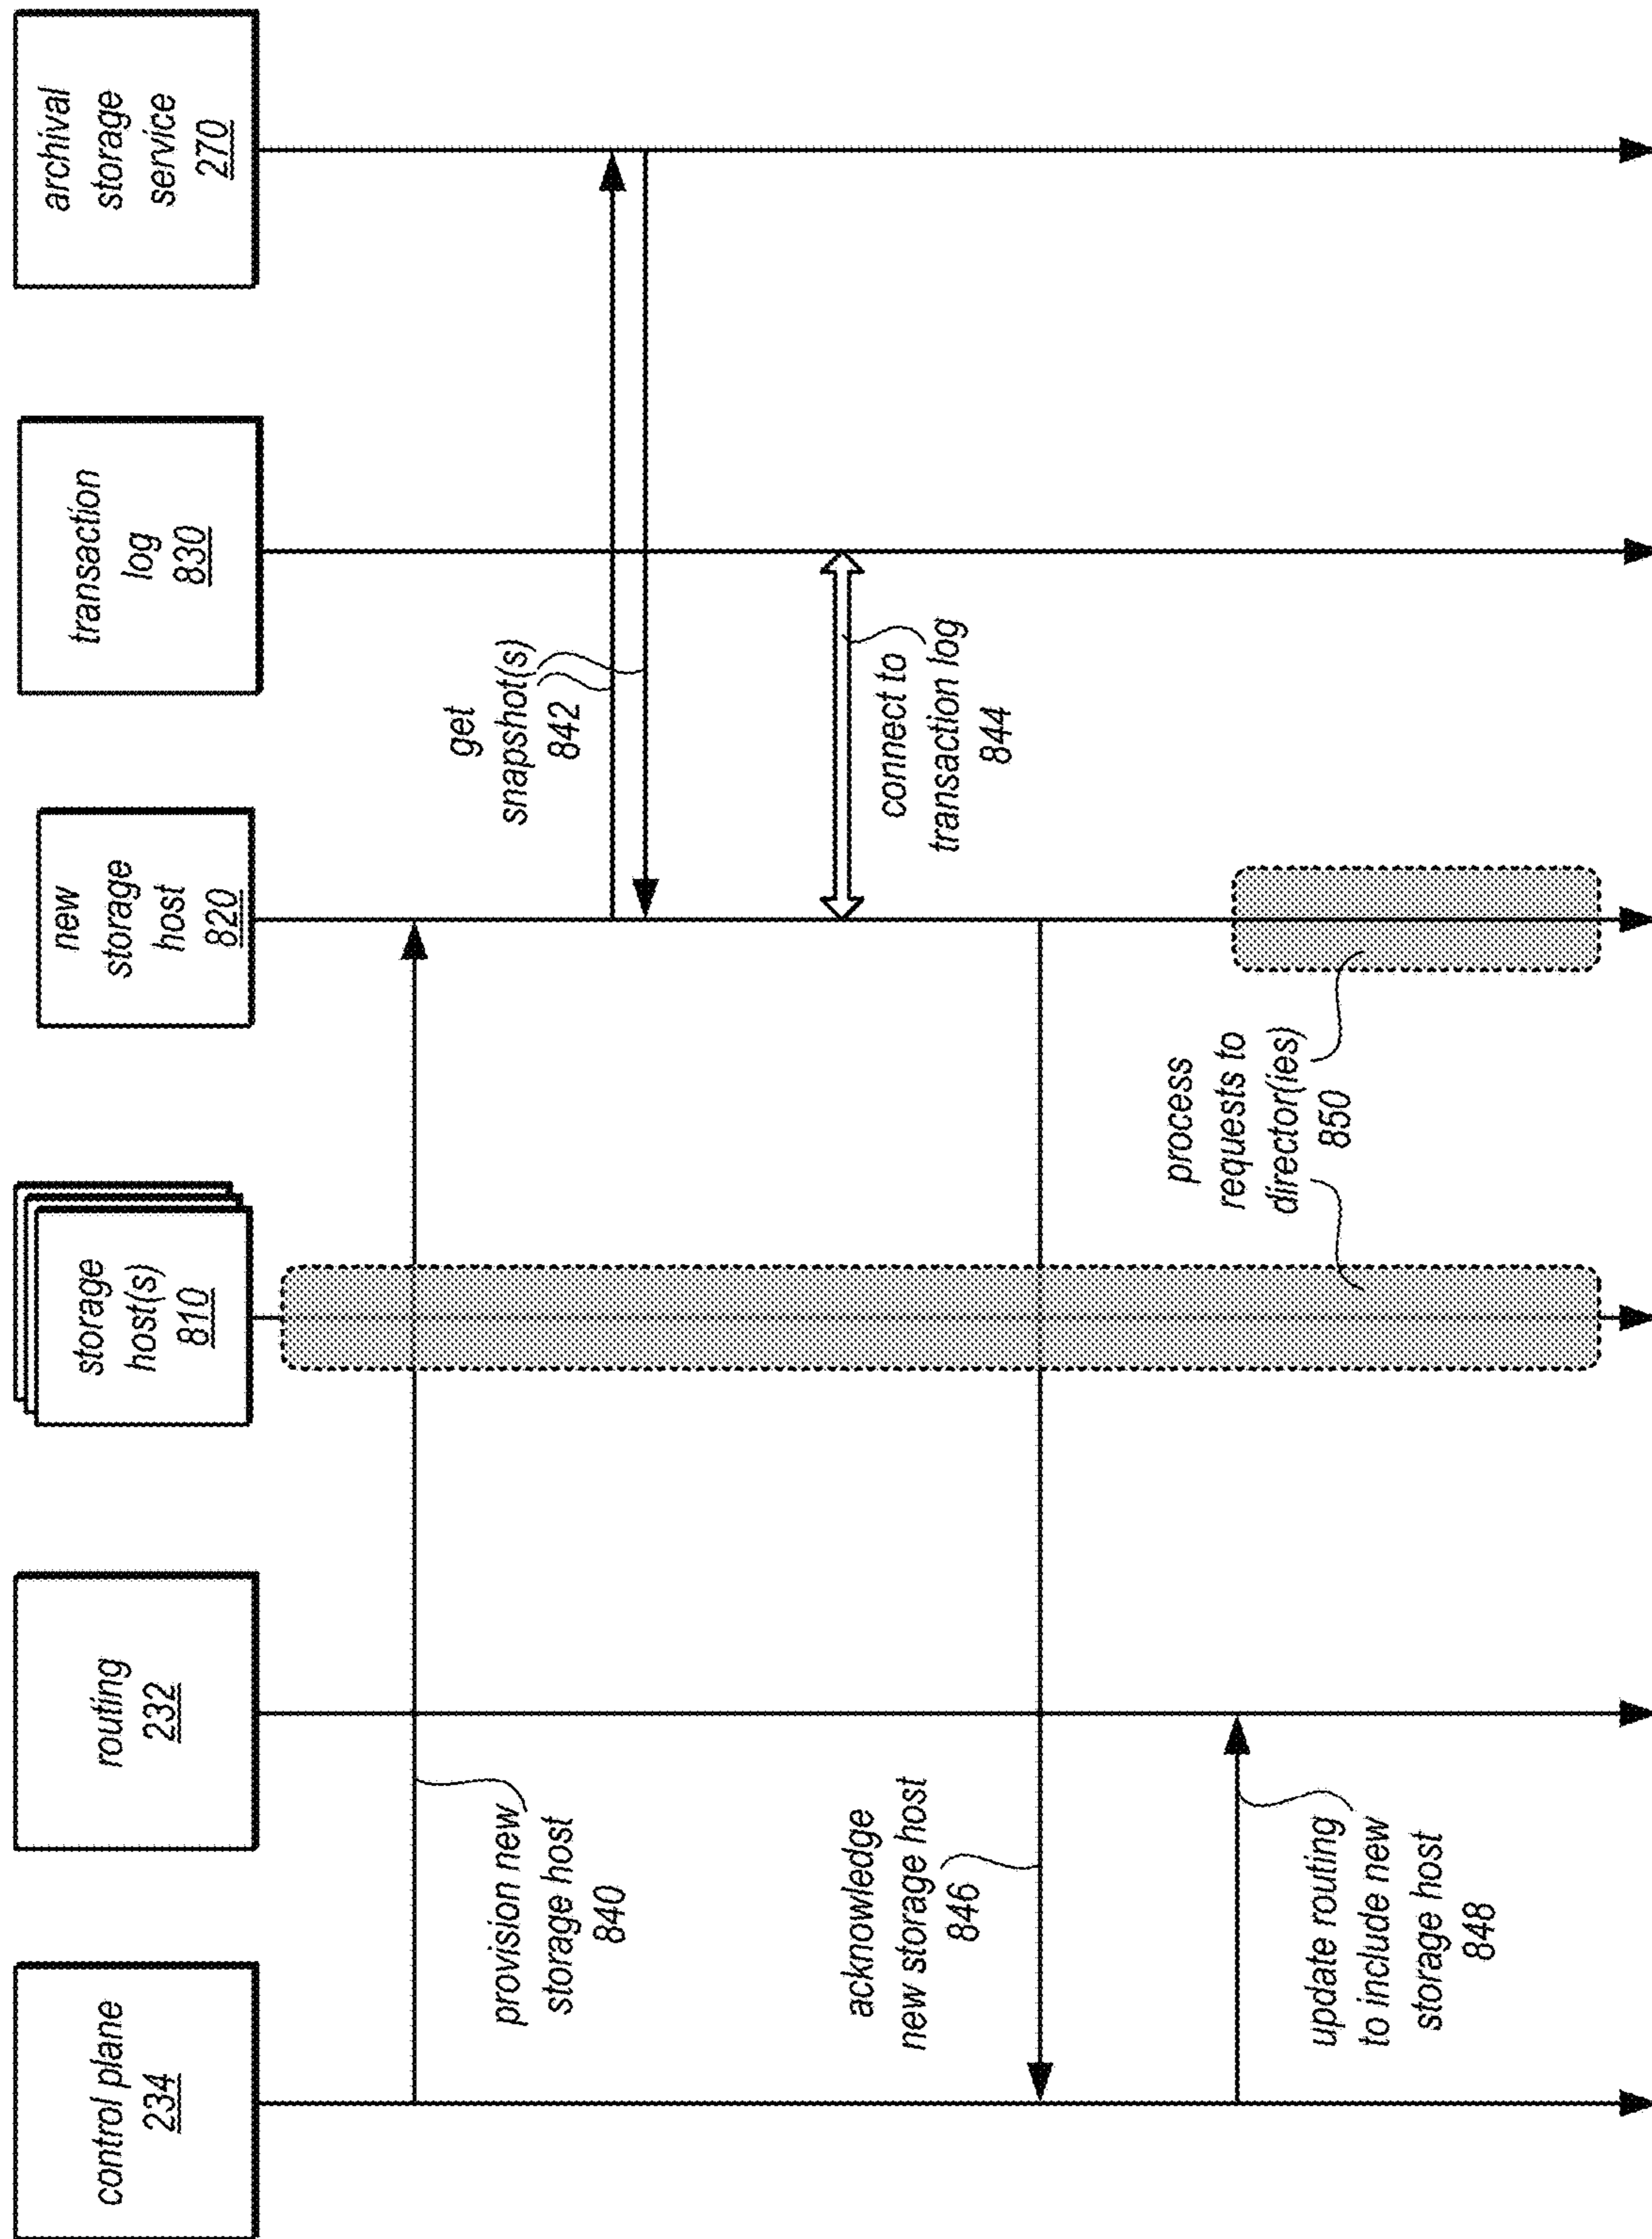 control plane
234
routing
232
storage
host(s)
810
new
storage
host
820
transaction
log
830
archival
storage
service
270
provision new
storage host
840
get
snapshot(s)
842
connect to
transaction log
844
acknowledge
new storage host
846
update routing
to include new
storage host
848
process
requests to
director(ies)
850